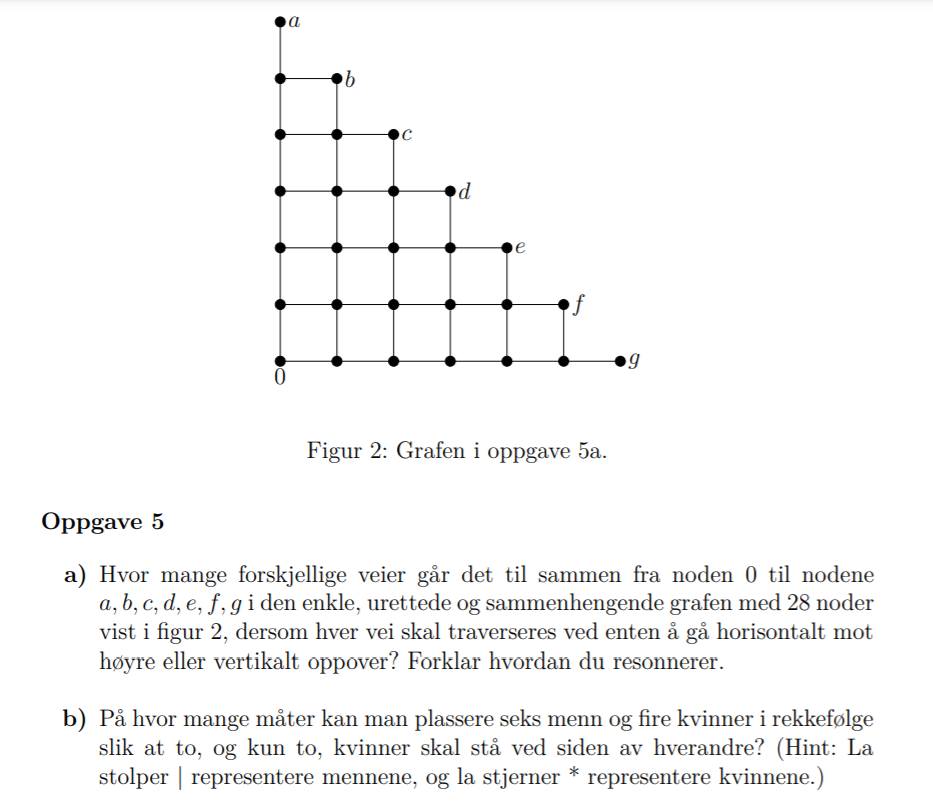 a
b
c
d
e
f
g
0
Figur 2: Grafen i oppgave 5a.
Oppgave 5
a) Hvor mange forskjellige veier går det til sammen fra noden 0 til nodene
a, b, c, d, e, f, g i den enkle, urettede og sammenhengende grafen med 28 noder
vist i figur 2, dersom hver vei skal traverseres ved enten å gå horisontalt mot
høyre eller vertikalt oppover? Forklar hvordan du resonnerer.
b) På hvor mange måter kan man plassere seks menn og fire kvinner i rekkefølge
slik at to, og kun to, kvinner skal stå ved siden av hverandre? (Hint: La
stolper | representere mennene, og la stjerner * representere kvinnene.)